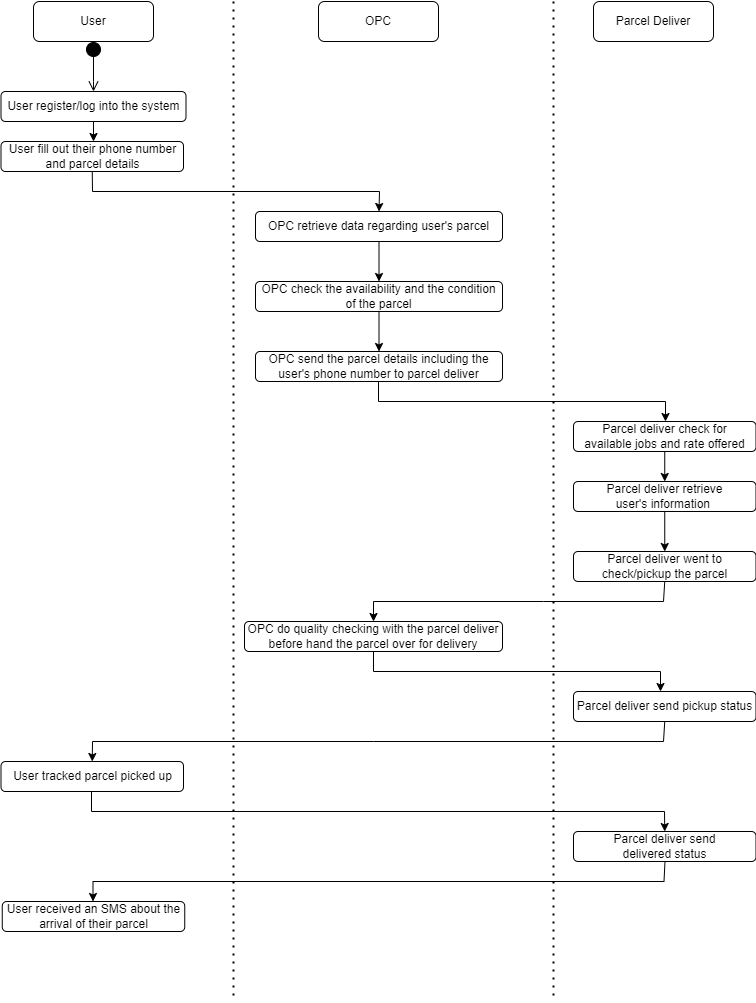 User
OPC
Parcel Deliver
User register/log into the system
User fill out their phone number
and parcel details
OPC retrieve data regarding user's parcel
OPC check the availability and the condition
of the parcel
OPC send the parcel details including the
user's phone number to parcel deliver
Parcel deliver check for
available jobs and rate offered
Parcel deliver retrieve
user's information
Parcel deliver went to
check/pickup the parcel
OPC do quality checking with the parcel deliver
before hand the parcel over for delivery
Parcel deliver send pickup status
User tracked parcel picked up
Parcel deliver send
delivered status
User received an SMS about the
arrival of their parcel